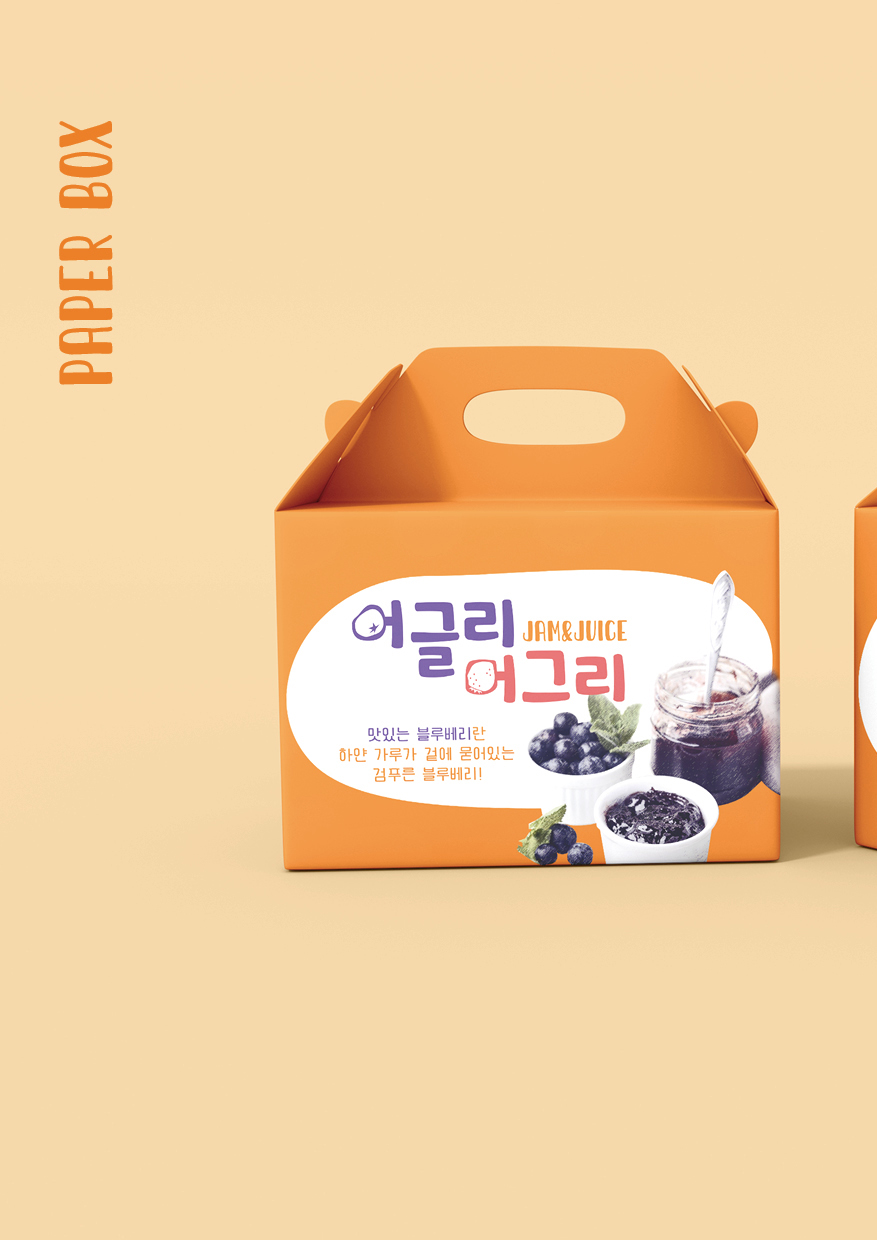 PAPER BOX
어글리 JAM&JUICE
어그리
맛있는 블루베리란
하얀 가루가 겉에 묻어있는
검푸른 블루베리!